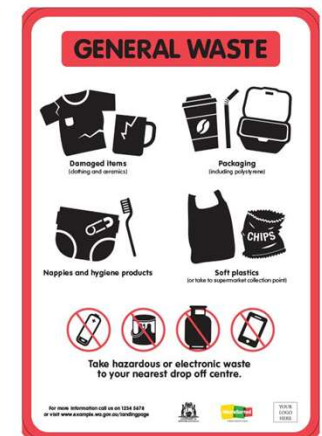 GENERAL WASTE
Damaged items
(clothing and ceramics)
Packaging
(including polystyrene)
CHIPS
Nappies and hygiene products
Soft plastics
(or take to supermarket collection point)
Take hazardous or electronic waste
to your nearest drop off centre.
For more information call us on 1234 5678
or visit www.example.wa.gov.au/landingpage
YOUR
LOGO
HERE